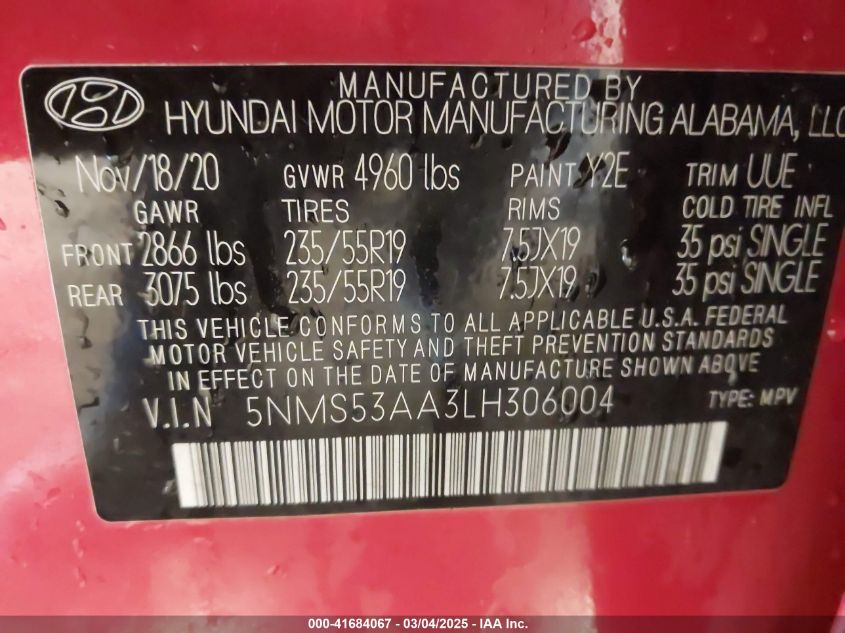 MANUFACTURED BY
HYUNDAI MOTOR MANUFACTURING ALABAMA, LLC
Nov/18/20 GVWR 4960 lbs PAINT Y2E TRIM UUE
GAWR TIRES RIMS COLD TIRE INFL
FRONT 2866 lbs 235/55R19 7.5JX19 35 psi SINGLE
REAR 3075 lbs 235/55R19 7.5JX19 35 psi SINGLE
THIS VEHICLE CONFORMS TO ALL APPLICABLE U.S.A. FEDERAL
MOTOR VEHICLE SAFETY AND THEFT PREVENTION STANDARDS
IN EFFECT ON THE DATE OF MANUFACTURE SHOWN ABOVE
V.I.N 5NMS53AA3LH306004 TYPE: MPV
000-41684067 - 03/04/2025 - IAA Inc.